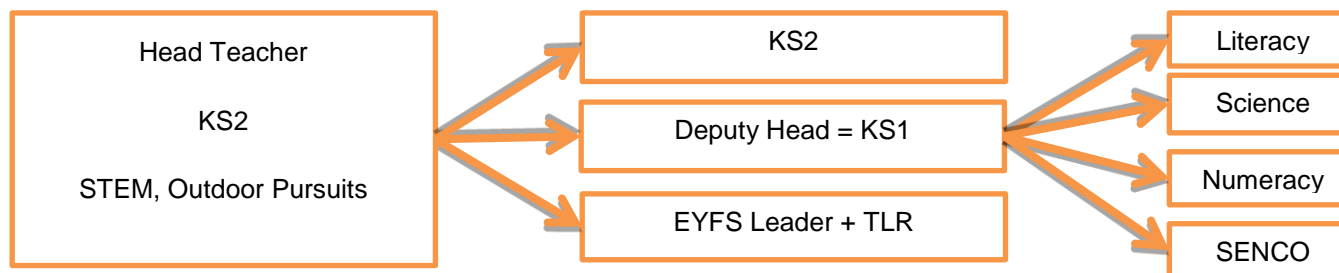 Head Teacher
KS2
STEM, Outdoor Pursuits
KS2
Deputy Head = KS1
EYFS Leader + TLR
Literacy
Science
Numeracy
SENCO